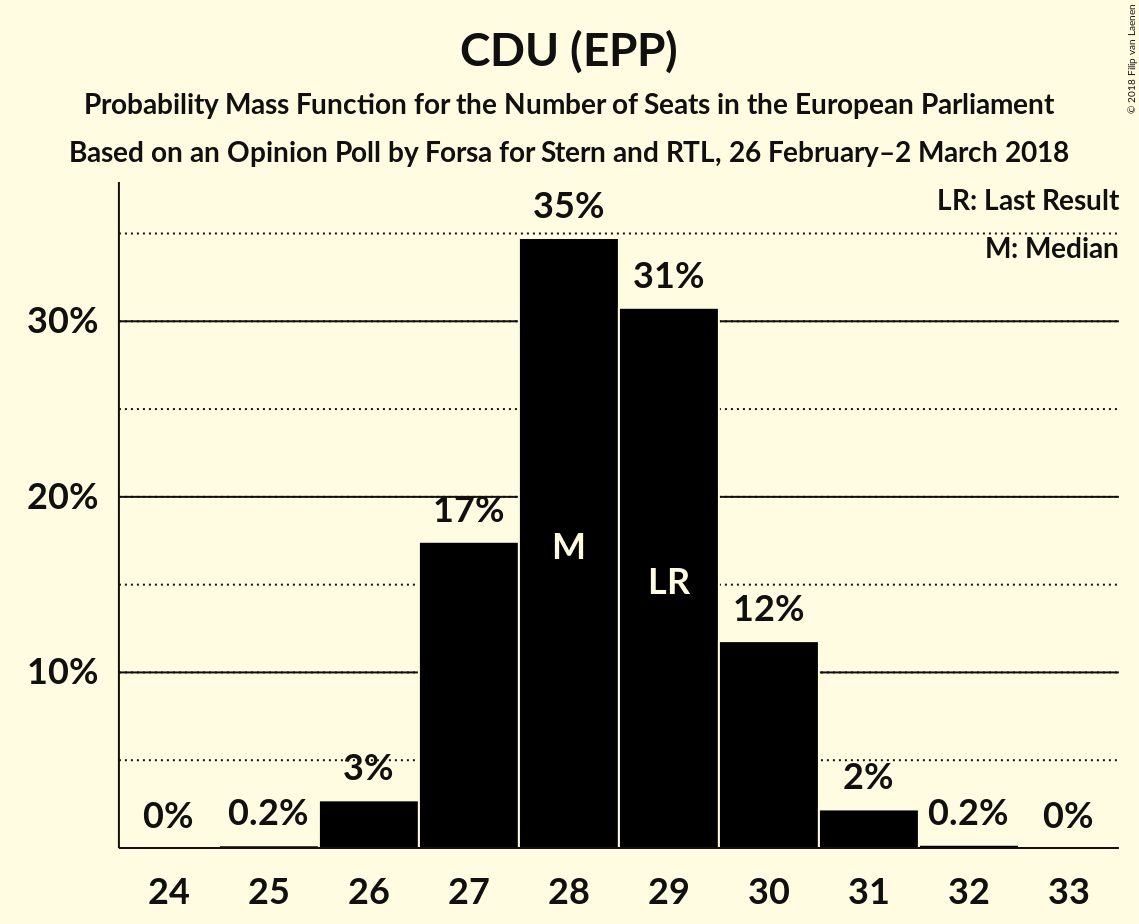 CDU (EPP)
Probability Mass Function for the Number of Seats in the European Parliament
Based on an Opinion Poll by Forsa for Stern and RTL, 26 February–2 March 2018
© 2018 Filip van Laenen
LR: Last Result
M: Median
35%
31%
30%
20%
17%
M
LR
12%
10%
3%
2%
0%
0.2%
0.2%
0%
24 25 26 27 28 29 30 31 32 33